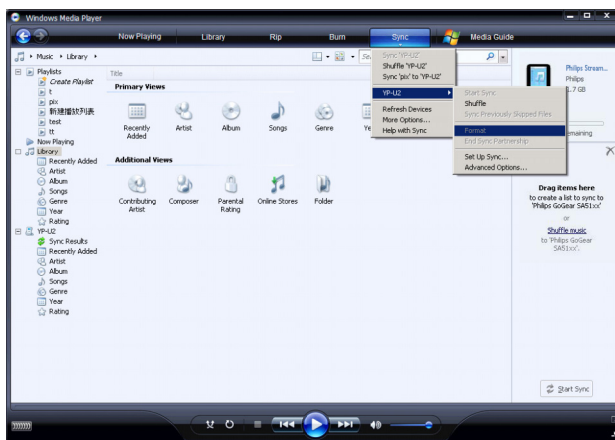 Windows Media Player
Now Playing
Library
Rip
Burn
Sync
Media Guide
Music
Library
Playlists
Create Playlist
t
pix
新建播放列表
test
tt
Now Playing
Library
Recently Added
Artist
Album
Songs
Genre
Year
Rating
YP-U2
Sync Results
Recently Added
Artist
Album
Songs
Genre
Year
Rating
Title
Primary Views
Recently
Added
Artist
Album
Songs
Genre
Additional Views
Contributing
Artist
Composer
Parental
Rating
Online Stores
Folder
Sync 'YP-U2'
Shuffle 'YP-U2'
Sync 'pix' to 'YP-U2'
YP-U2
Refresh Devices
More Options...
Help with Sync
Start Sync
Shuffle
Sync Previously Skipped files
Format
End Sync Partnership
Set Up Sync...
Advanced Options...
Philips Stream...
Philips
Drag items here
to create a list to sync to
'Philips GoGear SA51xx'
or
Shuffle music
to 'Philips GoGear
SA51xx'.
Start Sync